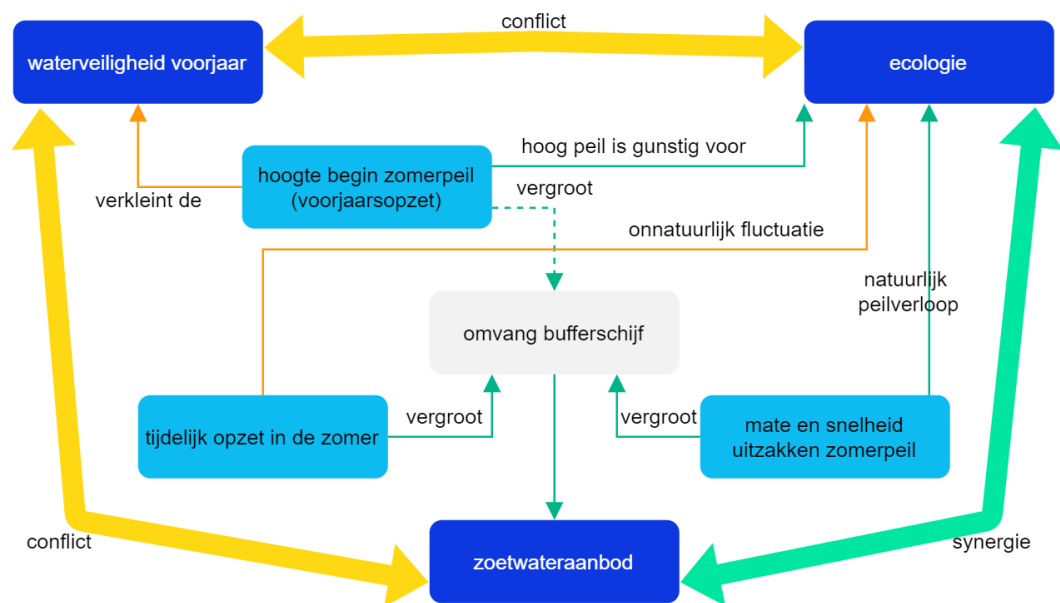 conflict
waterveiligheid voorjaar
ecologie
hoog peil is gunstig voor
hoogte begin zomerpeil
(voorjaarsopzet)
vergroot
verkleint de
onnatuurlijk fluctuatie
natuurlijk
peilverloop
omvang bufferschijf
tijdelijk opzet in de zomer
vergroot
vergroot
mate en snelheid
uitzakken zomerpeil
conflict
zoetwateraanbod
synergie